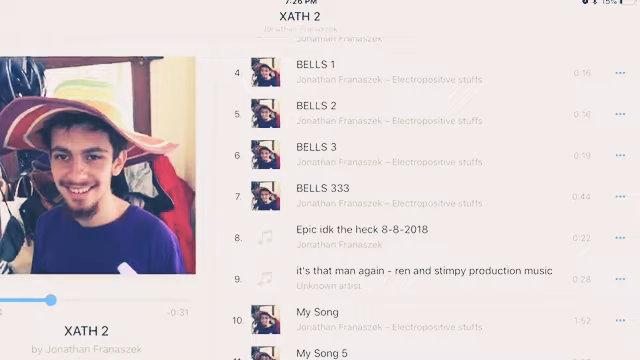 7:26 PM
15%
XATH 2
Jonathan Franaszek
Jonathan Franaszek
4.
BELLS 1
Jonathan Franaszek – Electropositive stuffs
0:16
5.
BELLS 2
Jonathan Franaszek – Electropositive stuffs
0:16
6
BELLS 3
Jonathan Franaszek – Electropositive stuffs
0:19
7.
BELLS 333
Jonathan Franaszek – Electropositive stuffs
0:44
8.
Epic idk the heck 8-8-2018
Jonathan Franaszek
0:22
9.
it's that man again - ren and stimpy production music
Unknown artist
0:28
10.
My Song
Jonathan Franaszek – Electropositive stuffs
1:52
My Song 5
-0:31
XATH 2
by Jonathan Franaszek